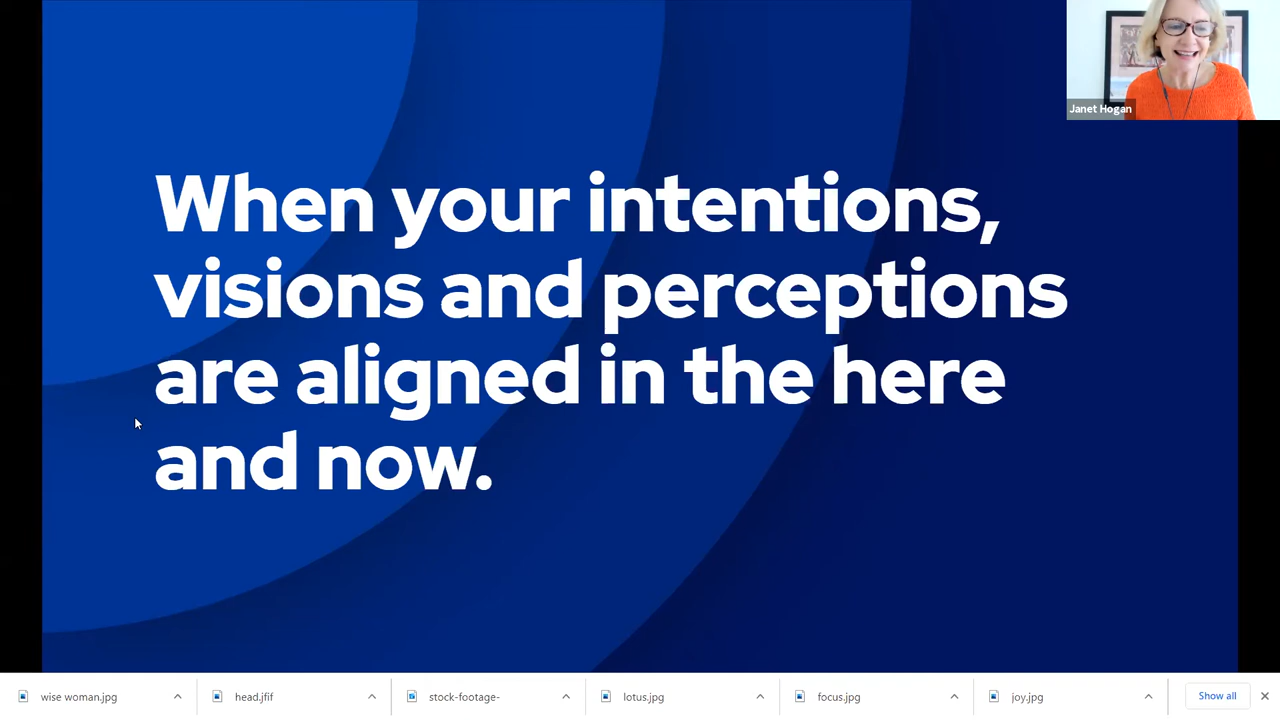 Janet Hogan
When your intentions,
visions and perceptions
are aligned in the here
and now.
wise woman.jpg
head.jfif
stock-footage-
lotus.jpg
focus.jpg
joy.jpg
Show all